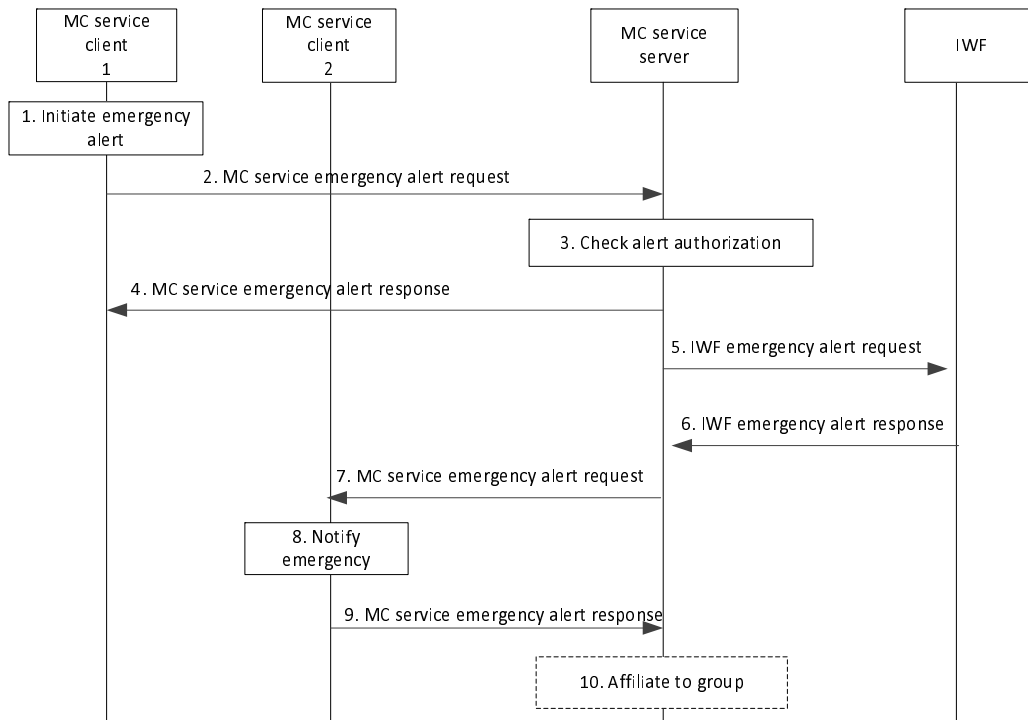 MC service
client
1
MC service
client
2
MC service
server
IWF
1. Initiate emergency
alert
2. MC service emergency alert request
3. Check alert authorization
4. MC service emergency alert response
5. IWF emergency alert request
6. IWF emergency alert response
7. MC service emergency alert request
8. Notify
emergency
9. MC service emergency alert response
10. Affiliate to group